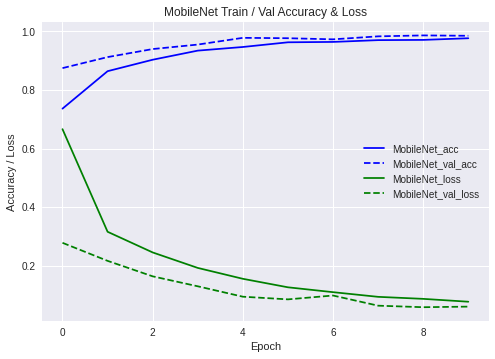 MobileNet Train / Val Accuracy & Loss
1.0
0.8
0.6
0.4
0.2
Accuracy / Loss
MobileNet_acc
MobileNet_val_acc
MobileNet_loss
MobileNet_val_loss
0 2 4 6 8
Epoch